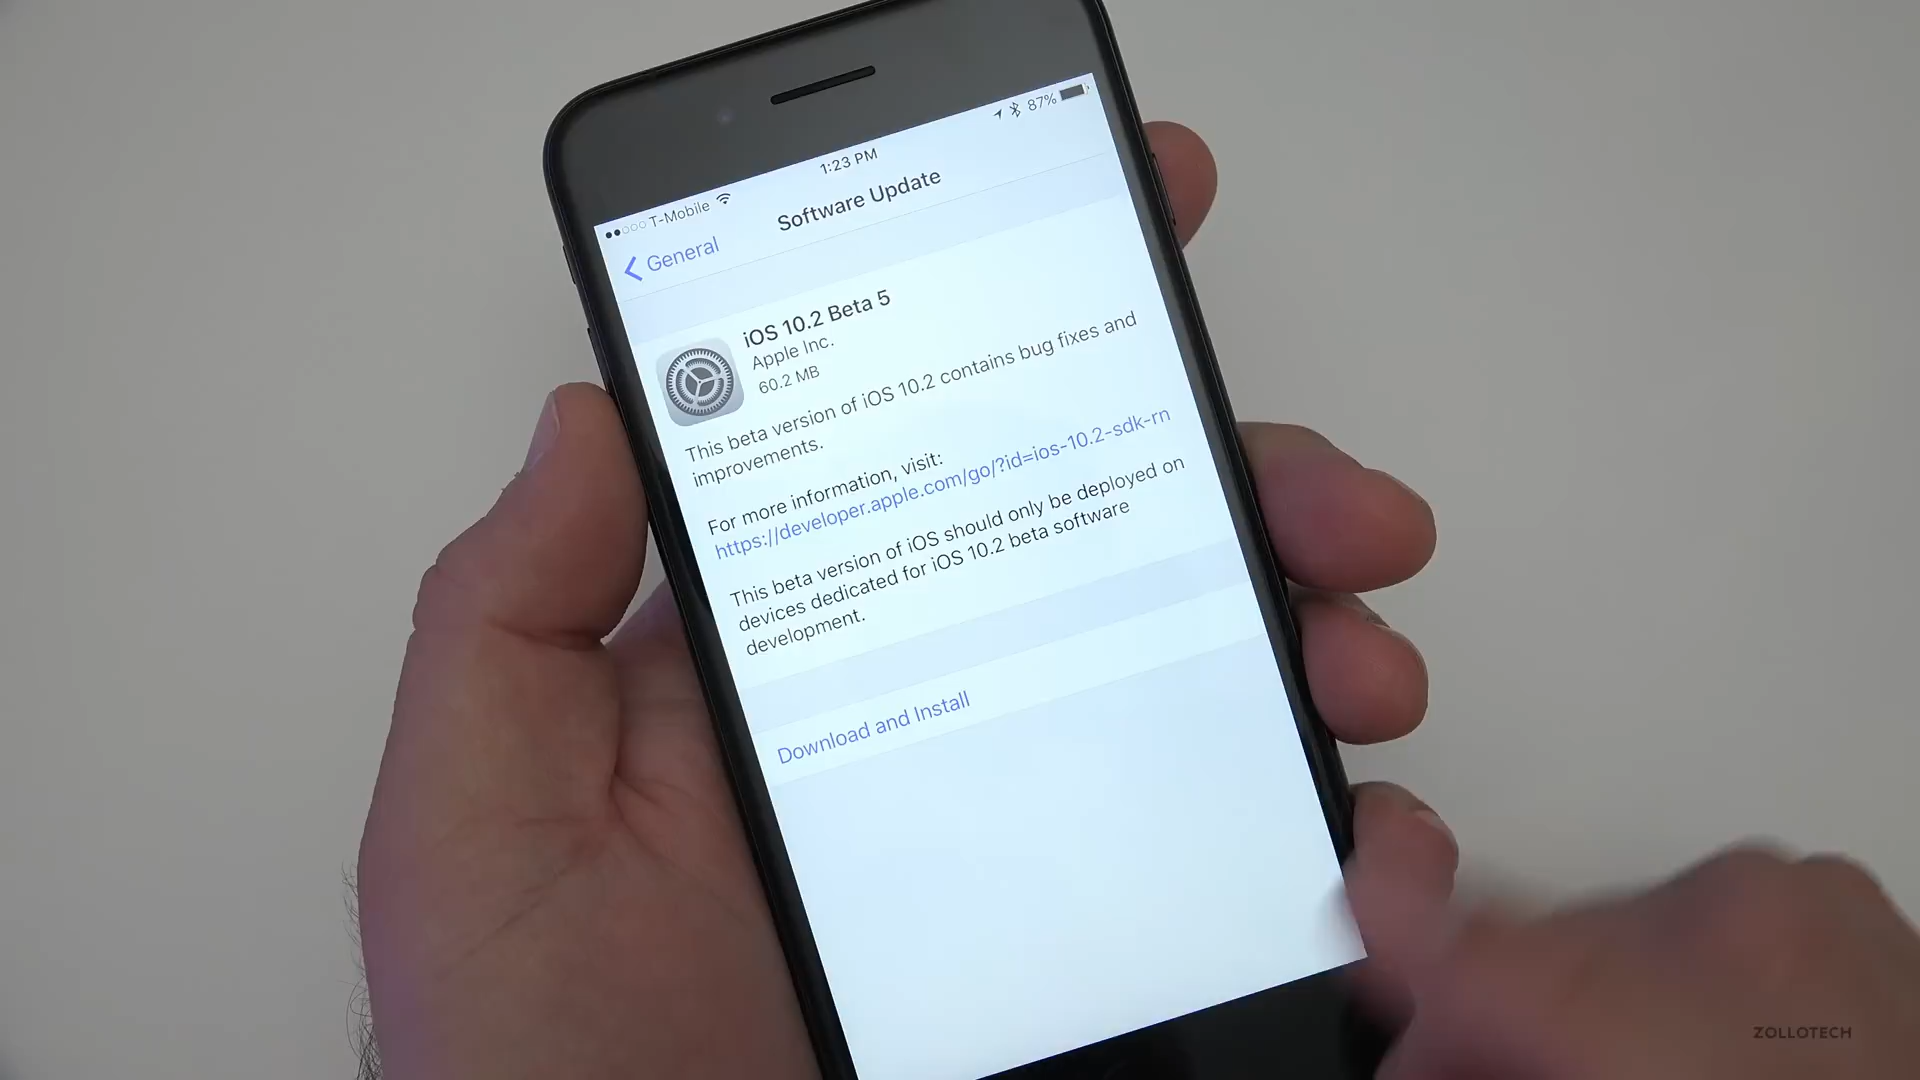 T-Mobile
1:23 PM
87%
General
Software Update
iOS 10.2 Beta 5
Apple Inc.
60.2 MB
This beta version of iOS 10.2 contains bug fixes and
improvements.
For more information, visit:
https://developer.apple.com/go/?id=ios-10.2-sdk-rn
This beta version of iOS should only be deployed on
devices dedicated for iOS 10.2 beta software
development.
Download and Install
ZOLLOTECH